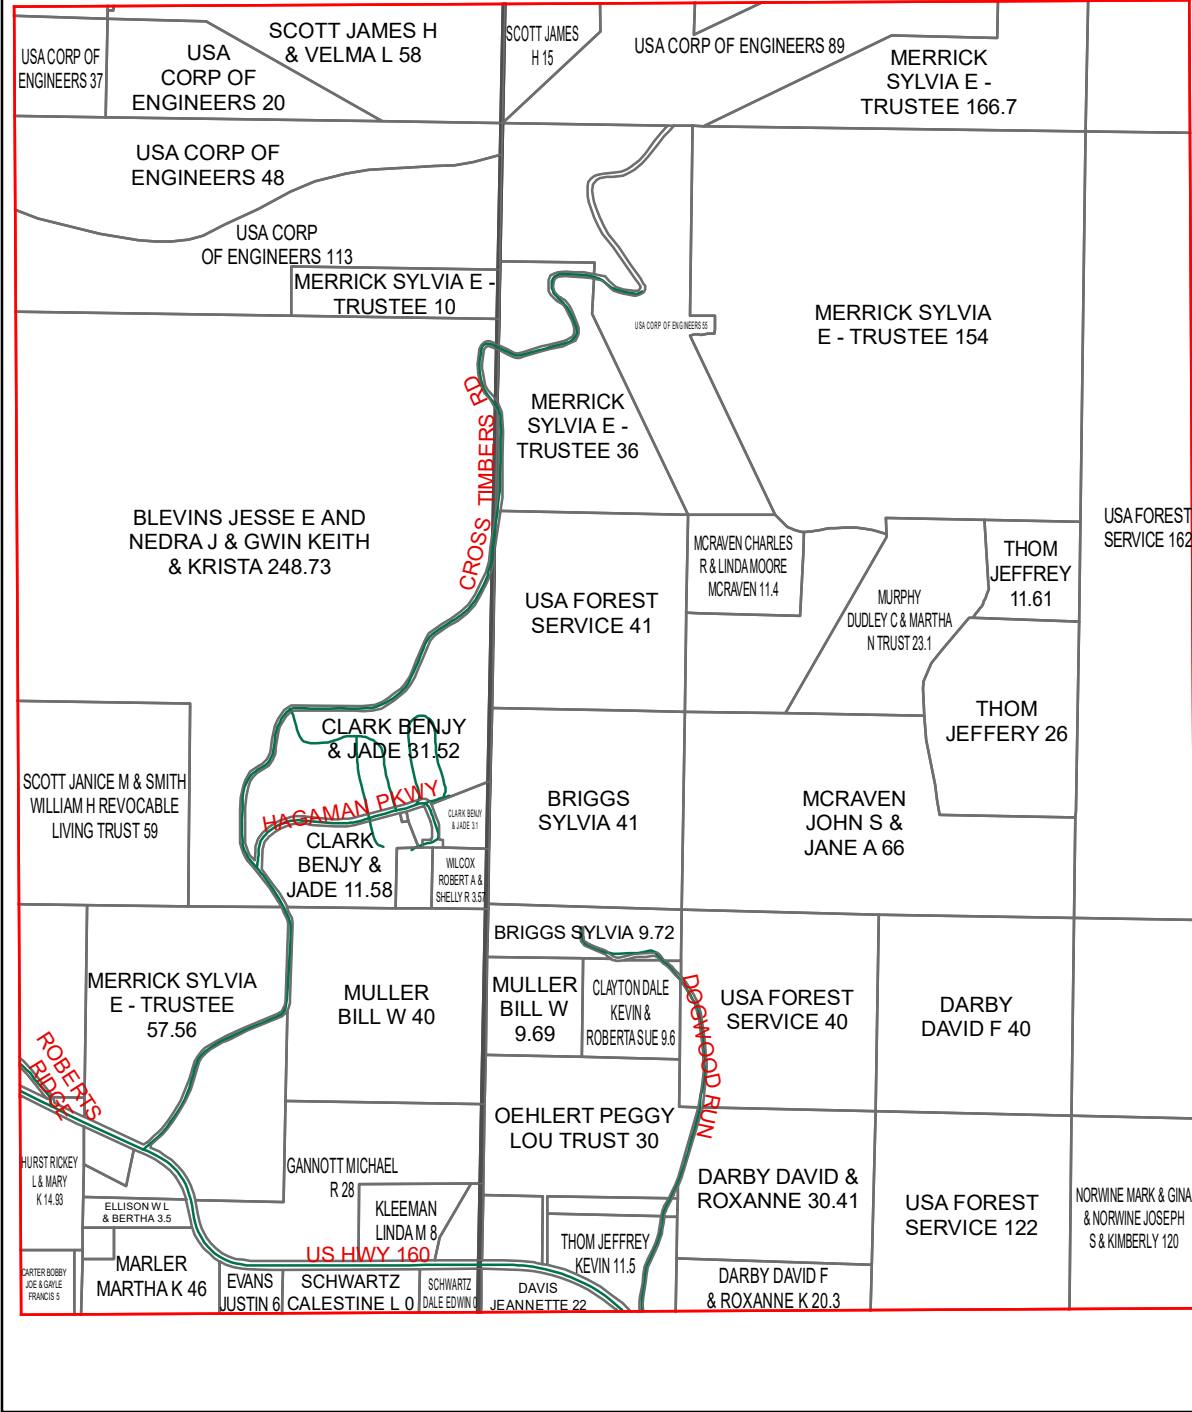 SCOTT JAMES H
& VELMA L 58
SCOTT JAMES
H 15
USA CORP OF ENGINEERS 89
USA CORP OF
ENGINEERS 37
USA
CORP OF
ENGINEERS 20
MERRICK
SYLVIA E -
TRUSTEE 166.7
USA CORP OF
ENGINEERS 48
USA CORP
OF ENGINEERS 113
MERRICK SYLVIA E -
TRUSTEE 10
USA CORP OF ENGINEERS 55
MERRICK SYLVIA
E - TRUSTEE 154
CROSS TIMBERS RD
MERRICK
SYLVIA E -
TRUSTEE 36
BLEVINS JESSE E AND
NEDRA J & GWIN KEITH
& KRISTA 248.73
USA FOREST
SERVICE 162
MCRAVEN CHARLES
R & LINDA MOORE
MCRAVEN 11.4
THOM
JEFFREY
11.61
USA FOREST
SERVICE 41
MURPHY
DUDLEY C & MARTHA
N TRUST 23.1
THOM
JEFFERY 26
CLARK BENJY
& JADE 31.52
SCOTT JANICE M & SMITH
WILLIAM H REVOCABLE
LIVING TRUST 59
HAGAMAN PKWY
CLARK BENJY
& JADE 3.1
BRIGGS
SYLVIA 41
MCRAVEN
JOHN S &
JANE A 66
CLARK
BENJY &
JADE 11.58
WILCOX
ROBERT A &
SHELLY R 3.57
BRIGGS SYLVIA 9.72
MERRICK SYLVIA
E - TRUSTEE
57.56
MULLER
BILL W 40
MULLER
BILL W
9.69
CLAYTON DALE
KEVIN &
ROBERTA SUE 9.6
DOGWOOD RUN
USA FOREST
SERVICE 40
DARBY
DAVID F 40
ROBERTS
RIDGE
OEHLERT PEGGY
LOU TRUST 30
HURST RICKEY
L & MARY
K 14.93
GANNOTT MICHAEL
R 28
DARBY DAVID &
ROXANNE 30.41
USA FOREST
SERVICE 122
NORWINE MARK & GINA
& NORWINE JOSEPH
S & KIMBERLY 120
ELLISON W L
& BERTHA 3.5
KLEEMAN
LINDA M 8
US HWY 160
THOM JEFFREY
KEVIN 11.5
CARTER BOBBY
JOE & GAYLE
FRANCIS 5
MARLER
MARTHA K 46
EVANS
JUSTIN 6
SCHWARTZ
CALESTINE L 0
SCHWARTZ
DALE EDWIN 0
DAVIS
JEANNETTE 22
DARBY DAVID F
& ROXANNE K 20.3